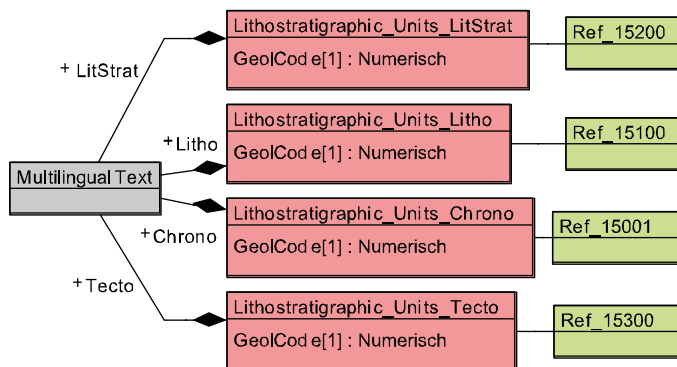 Lithostratigraphic_Units_LitStrat
GeolCode[1] : Numerisch
Ref_15200
+ LitStrat
Lithostratigraphic_Units_Litho
GeolCode[1] : Numerisch
Ref_15100
+Litho
Multilingual Text
Lithostratigraphic_Units_Chrono
GeolCode[1] : Numerisch
Ref_15001
+Chrono
+Tecto
Lithostratigraphic_Units_Tecto
GeolCode[1] : Numerisch
Ref_15300